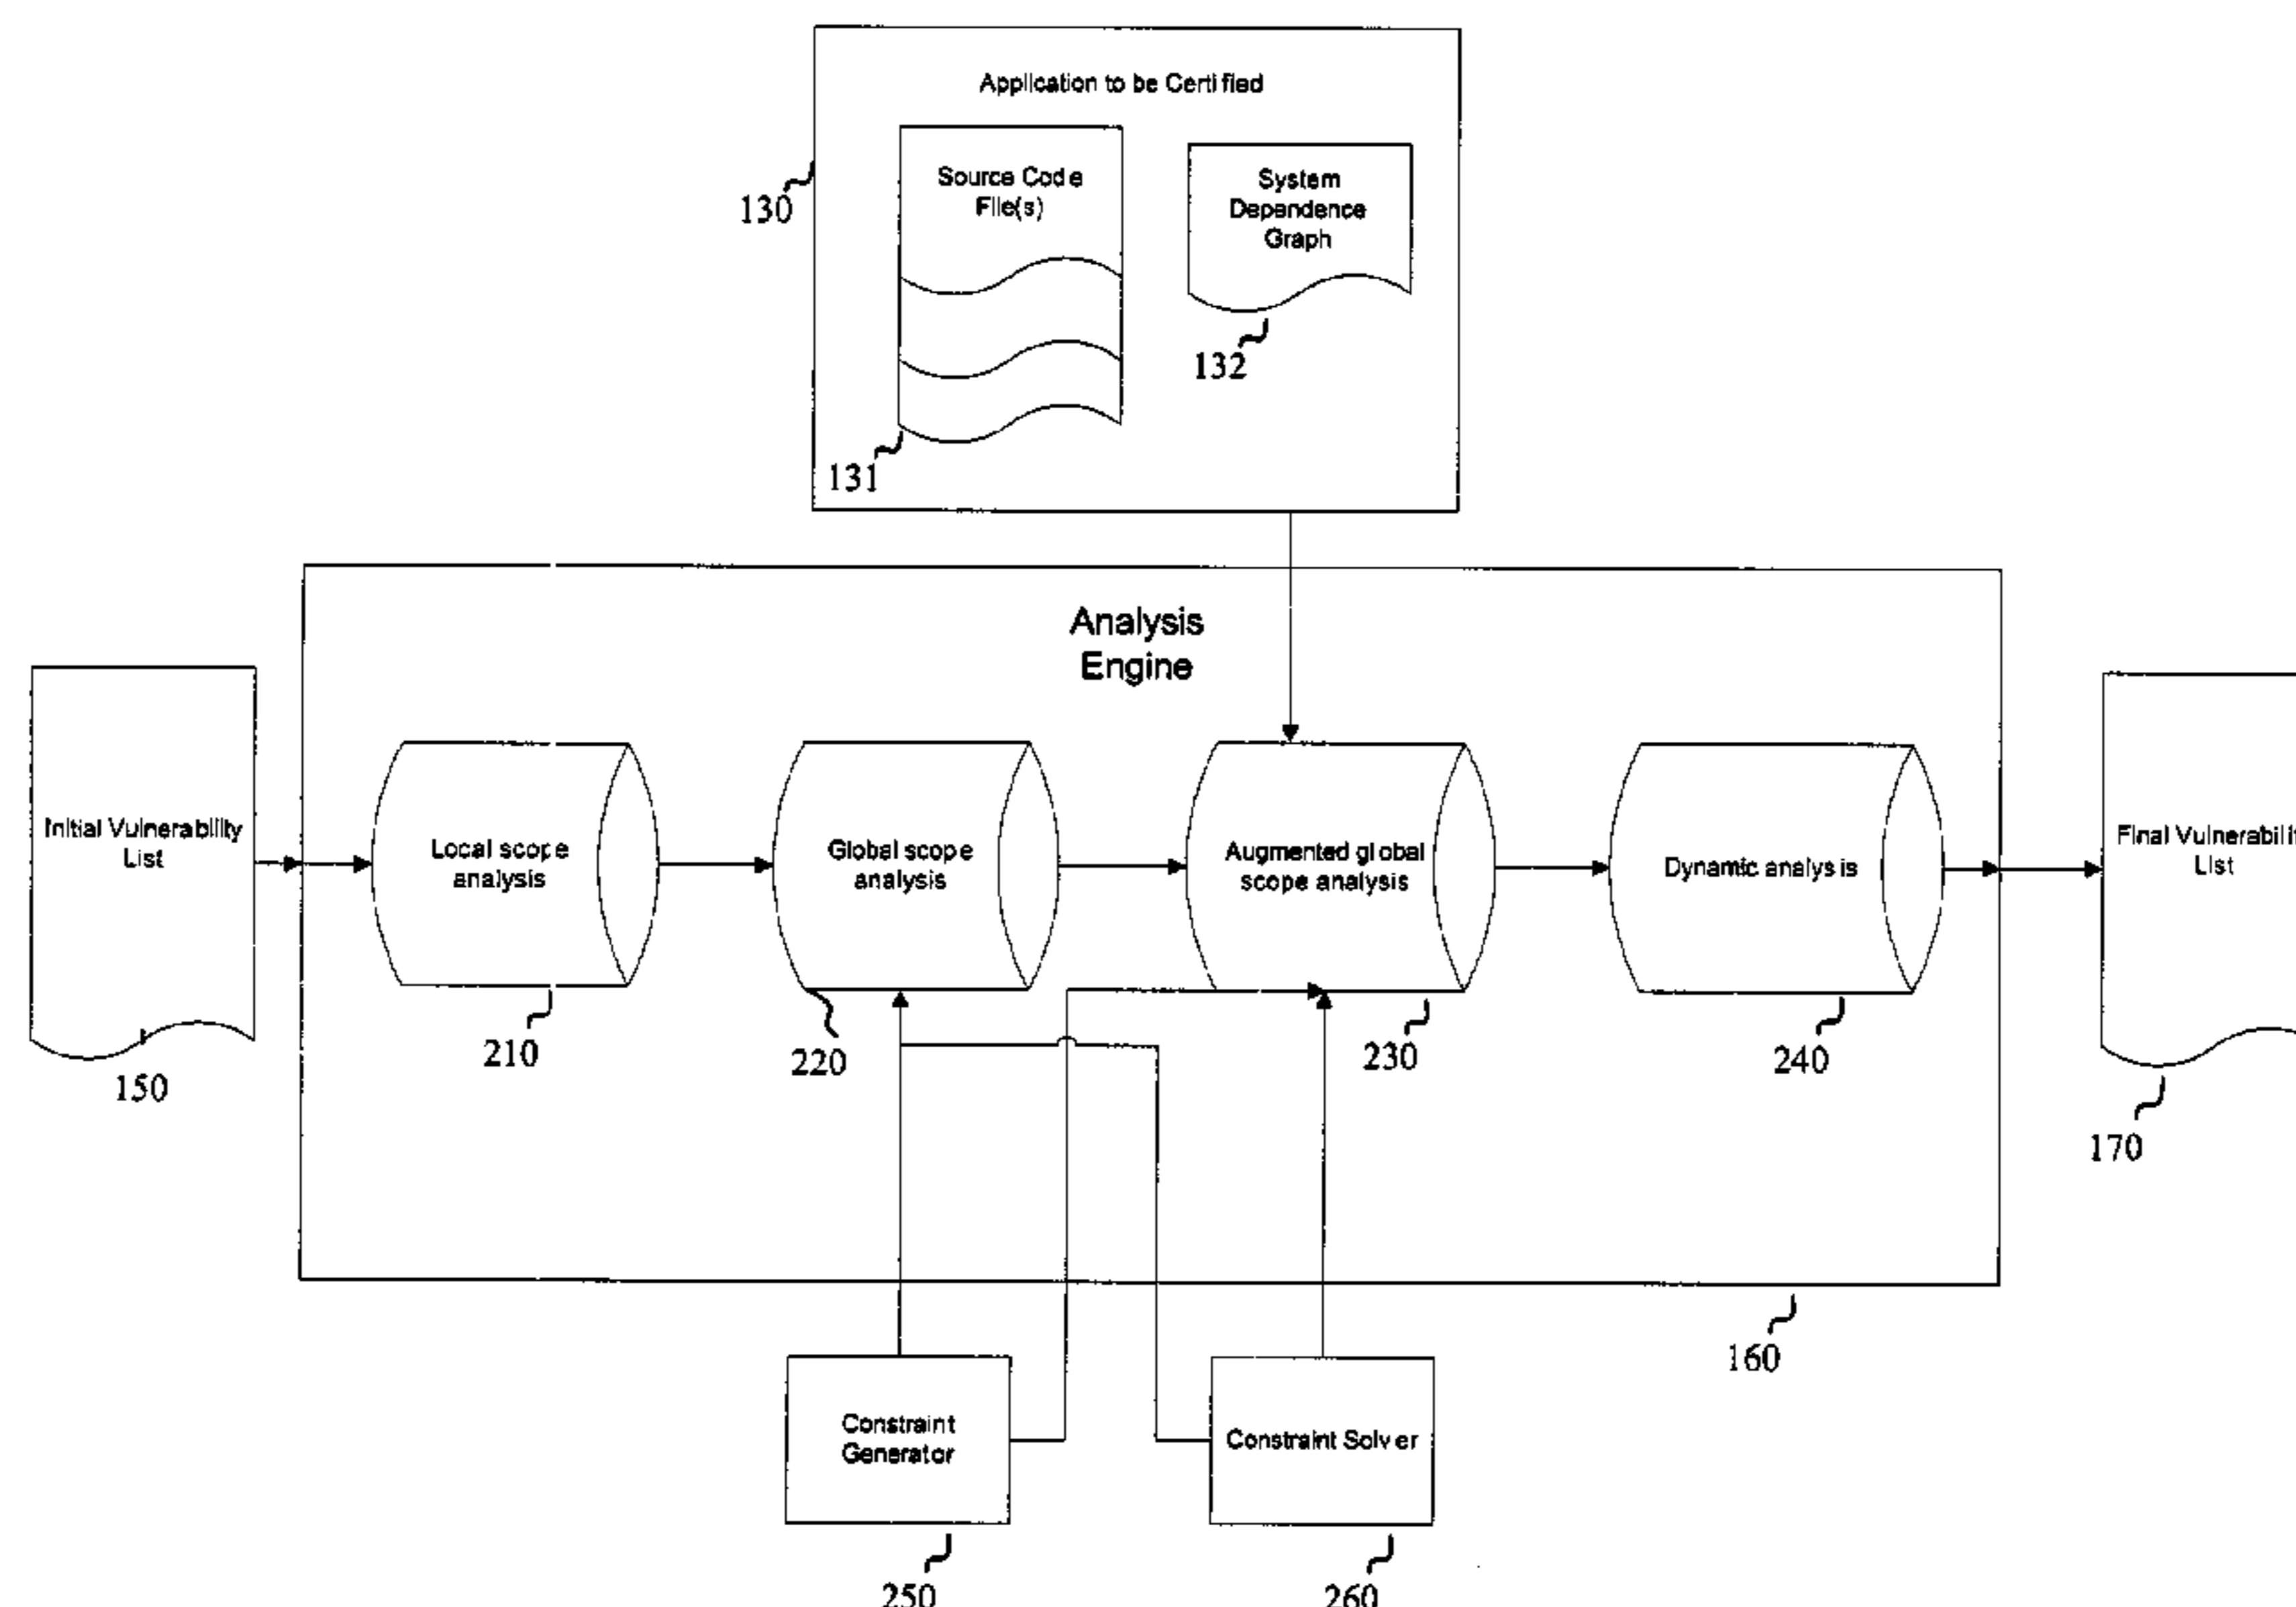 Application to be Certified
Source Code
File(s)
System
Dependence
Graph
130
132
131
Analysis
Engine
Initial Vulnerability
List
Local scope
analysis
Global scope
analysis
Augmented global
scope analysis
Dynamic analysis
Final Vulnerabilit
List
210
220
230
240
150
170
160
Constraint
Generator
Constraint Solver
250
260